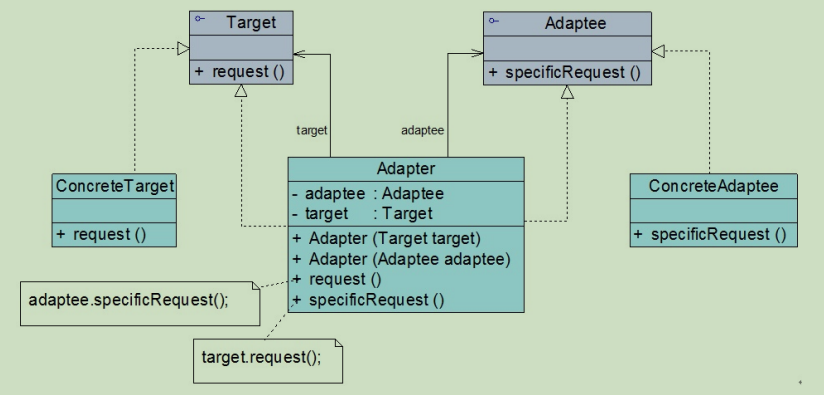 Target
+ request ()
Adaptee
+ specificRequest ()
target
adaptee
ConcreteTarget
+ request ()
Adapter
- adaptee : Adaptee
- target : Target
+ Adapter (Target target)
+ Adapter (Adaptee adaptee)
+ request ()
+ specificRequest ()
ConcreteAdaptee
+ specificRequest ()
adaptee.specificRequest();
target.request();